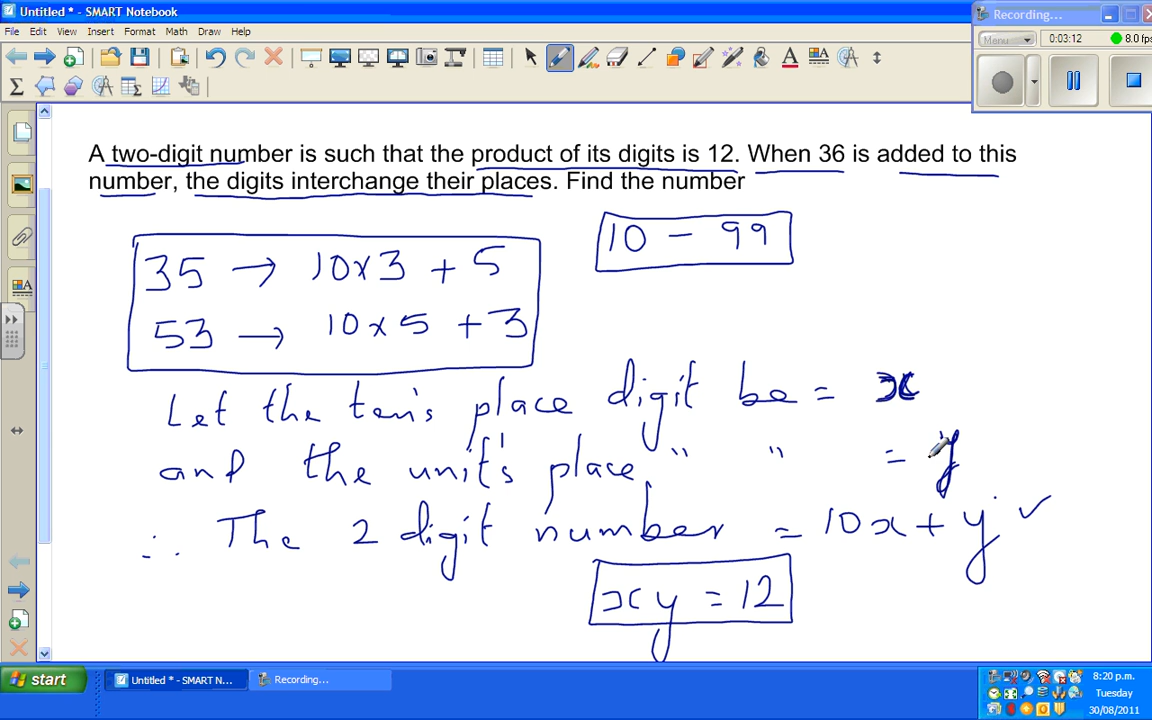 Untitled * - SMART Notebook
Recording...
File Edit View Insert Format Math Draw Help
Menu 0:03:12 8.0 fps
A two-digit number is such that the product of its digits is 12. When 36 is added to this
number, the digits interchange their places. Find the number
10 - 99
35 → 10x3 + 5
53 → 10x5 + 3
Let the ten's place digit be = x
and the unit's place " " = y
∴ The 2 digit number = 10x + y ✓
xy = 12
start Untitled * - SMART N... Recording...
8:20 p.m.
Tuesday
30/08/2011